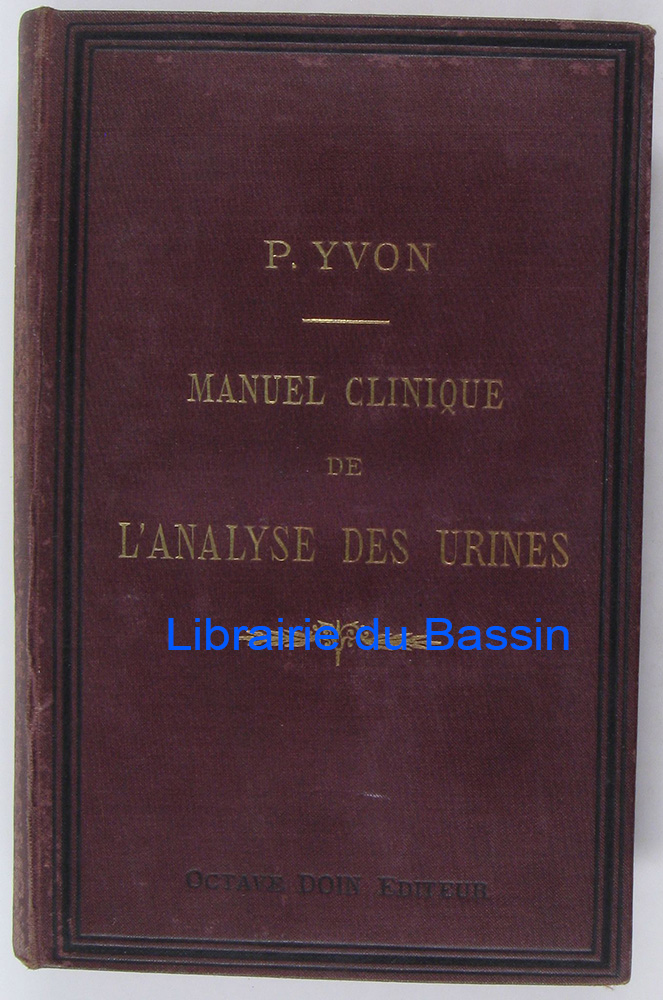 P. YVON
MANUEL CLINIQUE
DE
L'ANALYSE DES URINES
Librairie du Bassin
OCTAVE DOIN EDITEUR